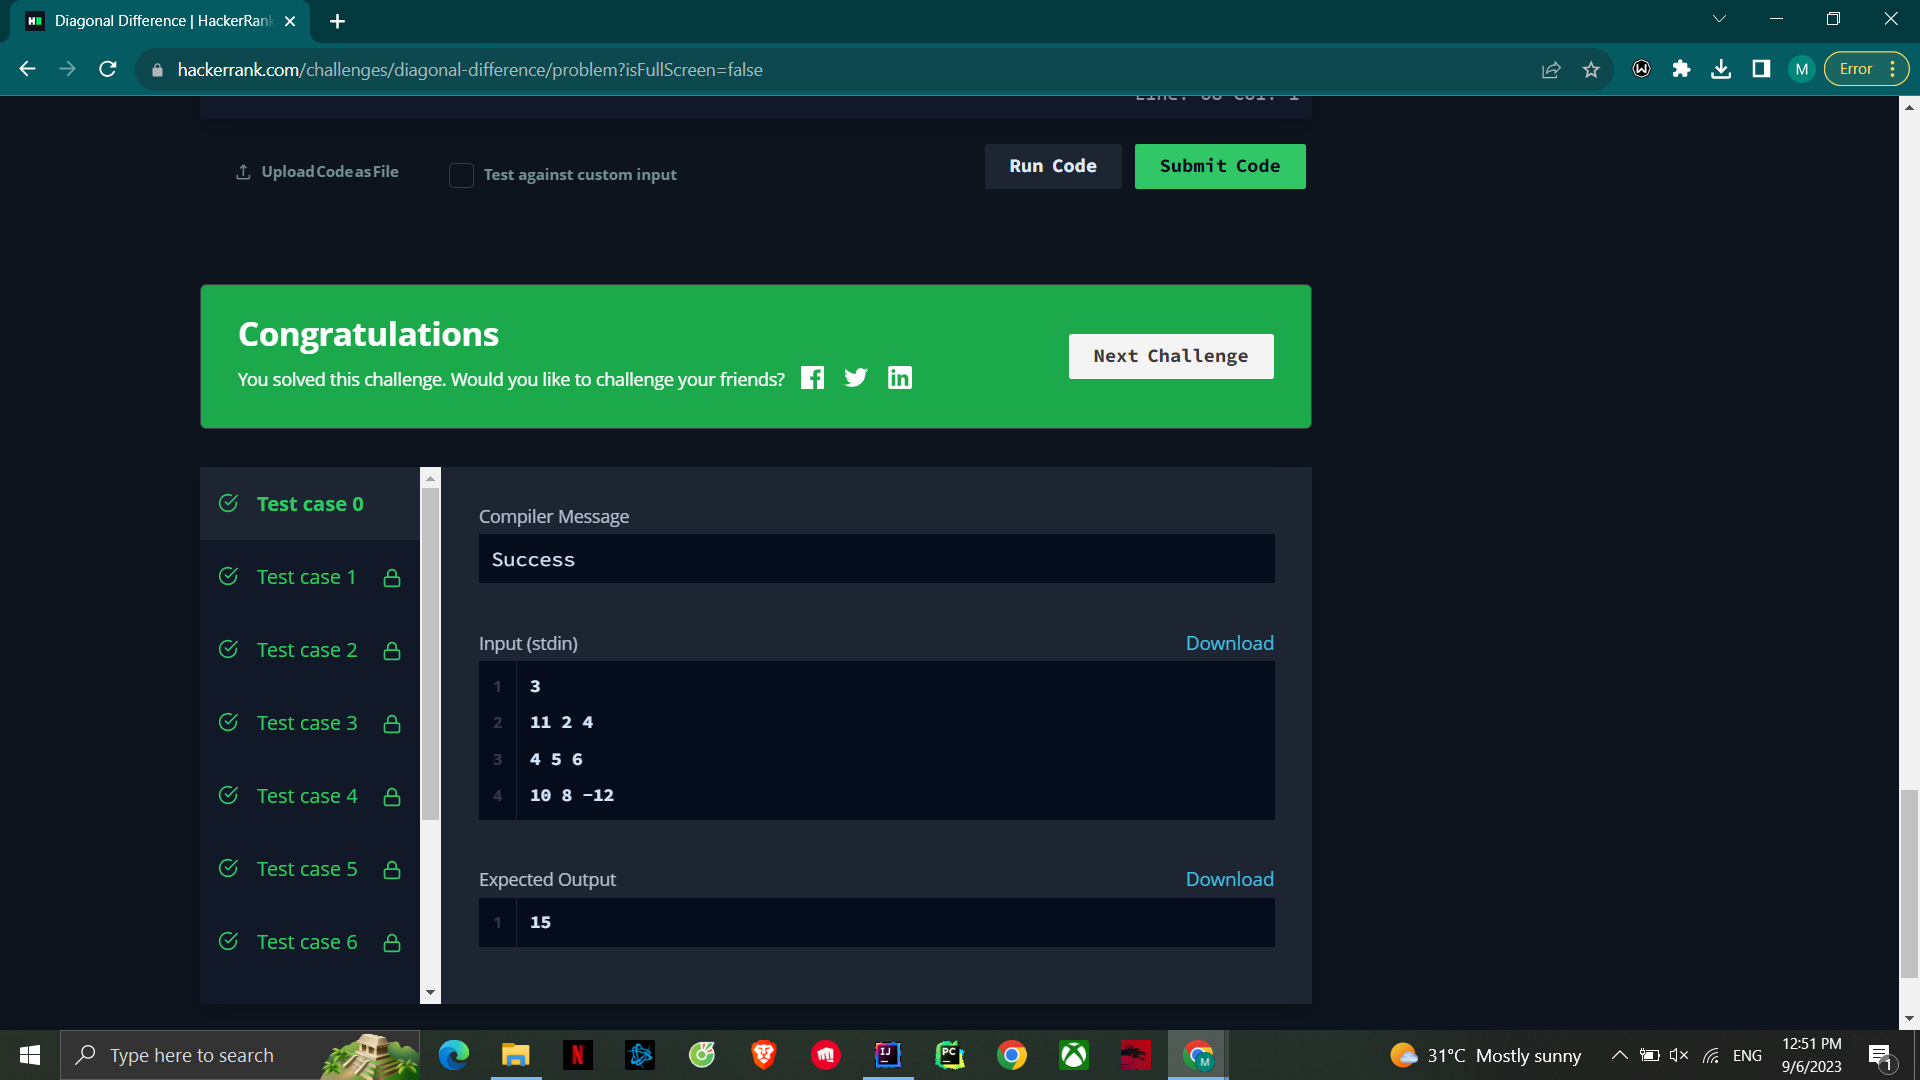 Diagonal Difference | HackerRank
hackerrank.com/challenges/diagonal-difference/problem?isFullScreen=false
M
Error
Upload Code as File
Test against custom input
Run Code
Submit Code
Congratulations
You solved this challenge. Would you like to challenge your friends?
Next Challenge
Test case 0
Test case 1
Test case 2
Test case 3
Test case 4
Test case 5
Test case 6
Compiler Message
Success
Input (stdin)
Download
1 3
2 11 2 4
3 4 5 6
4 10 8 -12
Expected Output
Download
1 15
Type here to search
31°C Mostly sunny
ENG
12:51 PM
9/6/2023
1